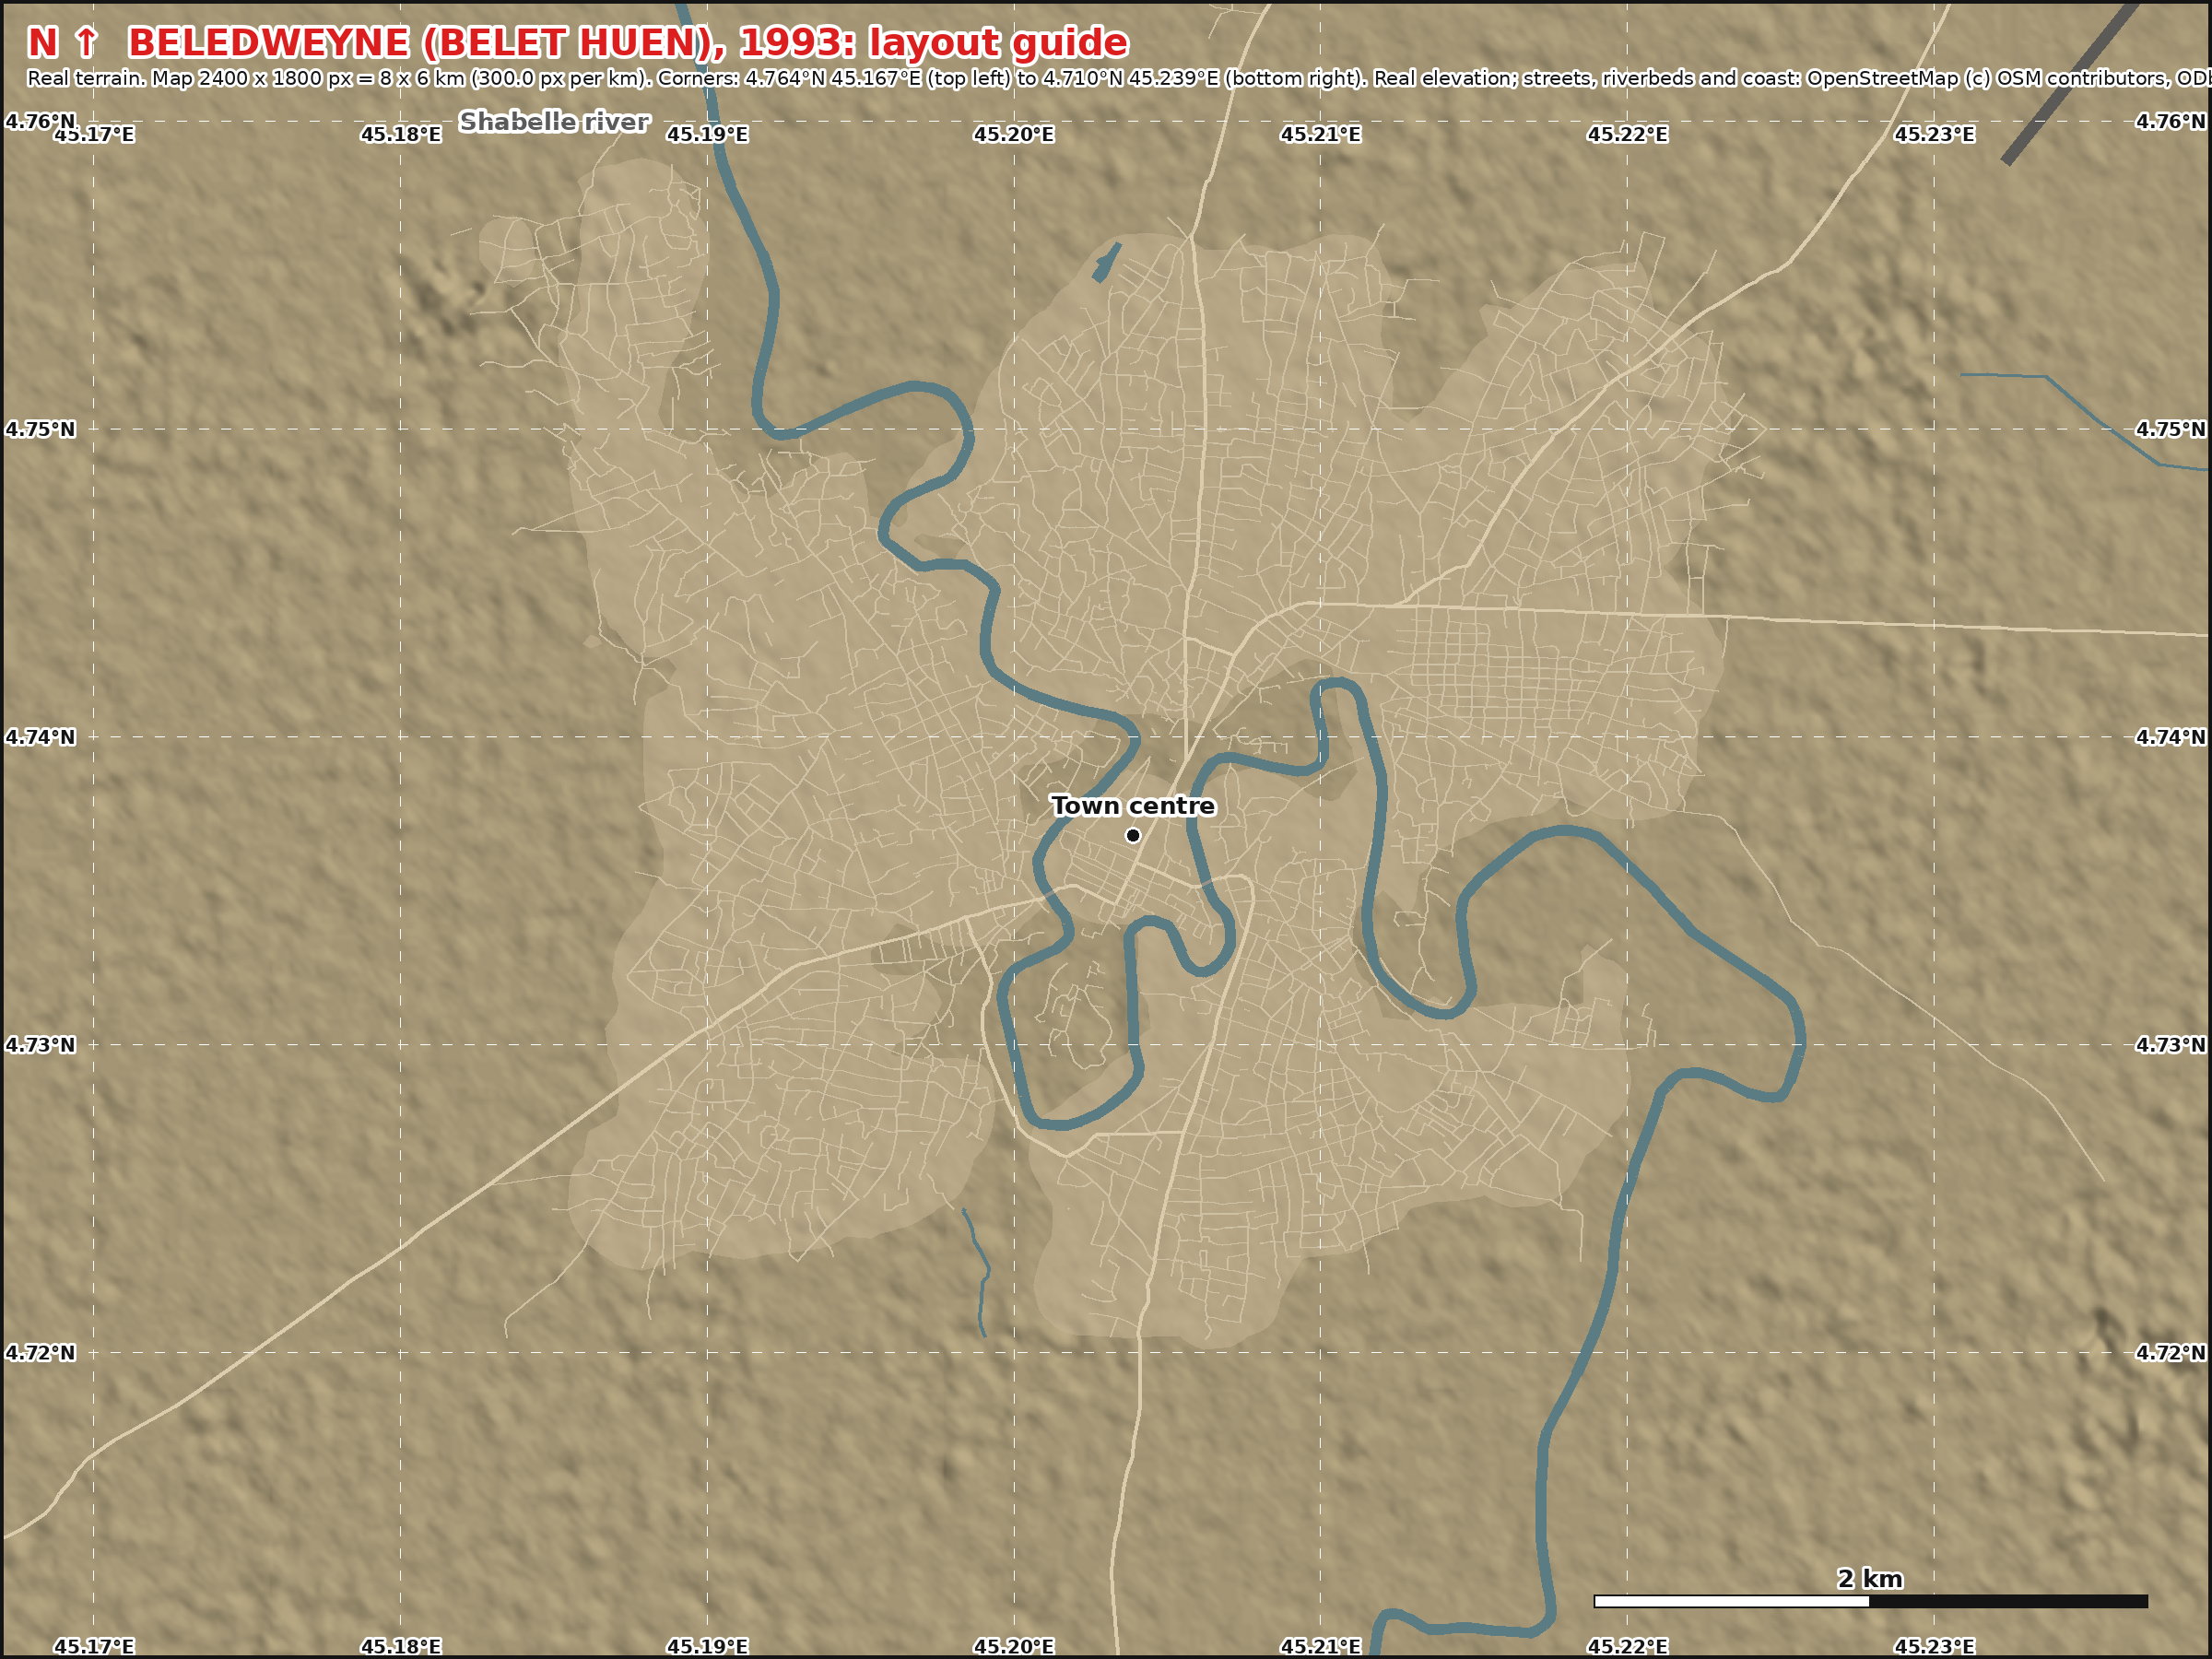 N ↑ BELEDWEYNE (BELET HUEN), 1993: layout guide
Real terrain. Map 2400 x 1800 px = 8 x 6 km (300.0 px per km). Corners: 4.764°N 45.167°E (top left) to 4.710°N 45.239°E (bottom right). Real elevation; streets, riverbeds and coast: OpenStreetMap (c) OSM contributors,
4.76°N 4.76°N
45.17°E 45.18°E 45.19°E 45.20°E 45.21°E 45.22°E 45.23°E
Shabelle river
4.75°N 4.75°N
4.74°N 4.74°N
Town centre
4.73°N 4.73°N
4.72°N 4.72°N
2 km
45.17°E 45.18°E 45.19°E 45.20°E 45.21°E 45.22°E 45.23°E